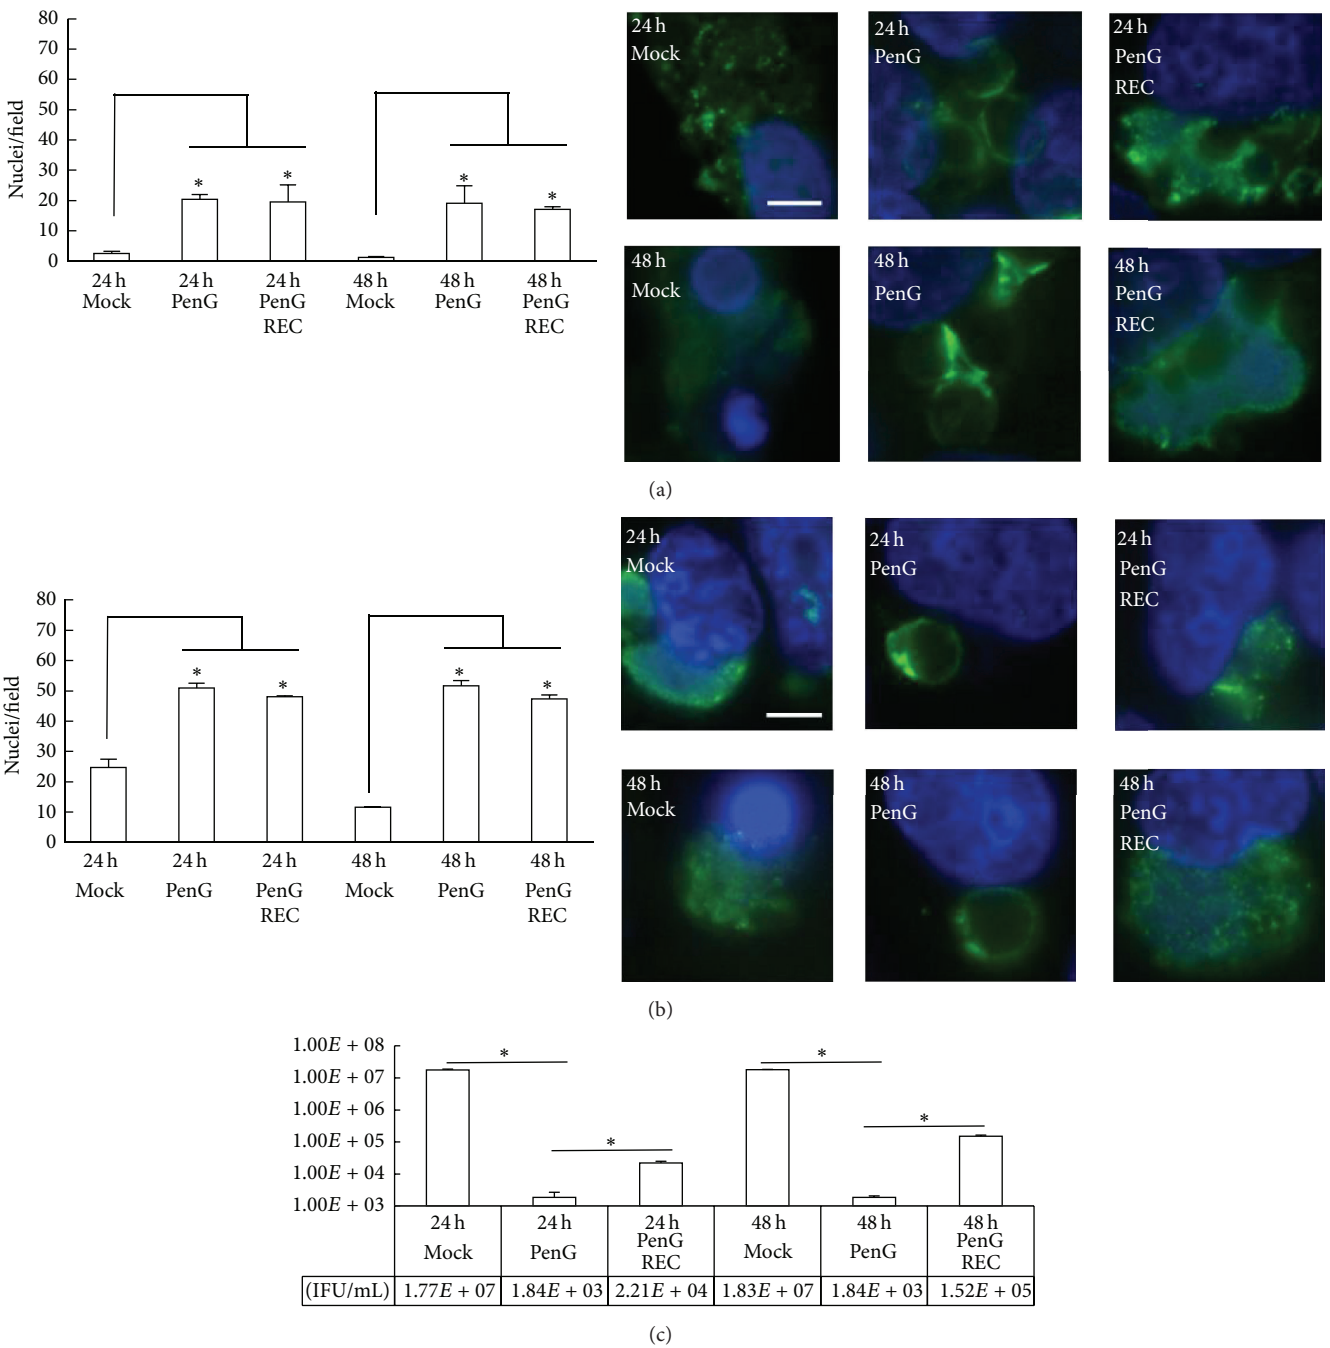 80
70
60
50
40
30
20
10
0
Nuclei/field
*
*
*
*
24 h
Mock
24 h
PenG
24 h
PenG
REC
48 h
Mock
48 h
PenG
48 h
PenG
REC
24 h
Mock
24 h
PenG
24 h
PenG
REC
48 h
Mock
48 h
PenG
48 h
PenG
REC
(a)
80
70
60
50
40
30
20
10
0
Nuclei/field
*
*
*
*
24 h
Mock
24 h
PenG
24 h
PenG
REC
48 h
Mock
48 h
PenG
48 h
PenG
REC
24 h
Mock
24 h
PenG
24 h
PenG
REC
48 h
Mock
48 h
PenG
48 h
PenG
REC
(b)
1.00E + 08
1.00E + 07
1.00E + 06
1.00E + 05
1.00E + 04
1.00E + 03
*
*
*
*
24 h
Mock
24 h
PenG
24 h
PenG
REC
48 h
Mock
48 h
PenG
48 h
PenG
REC
(IFU/mL) 1.77E + 07 1.84E + 03 2.21E + 04 1.83E + 07 1.84E + 03 1.52E + 05
(c)